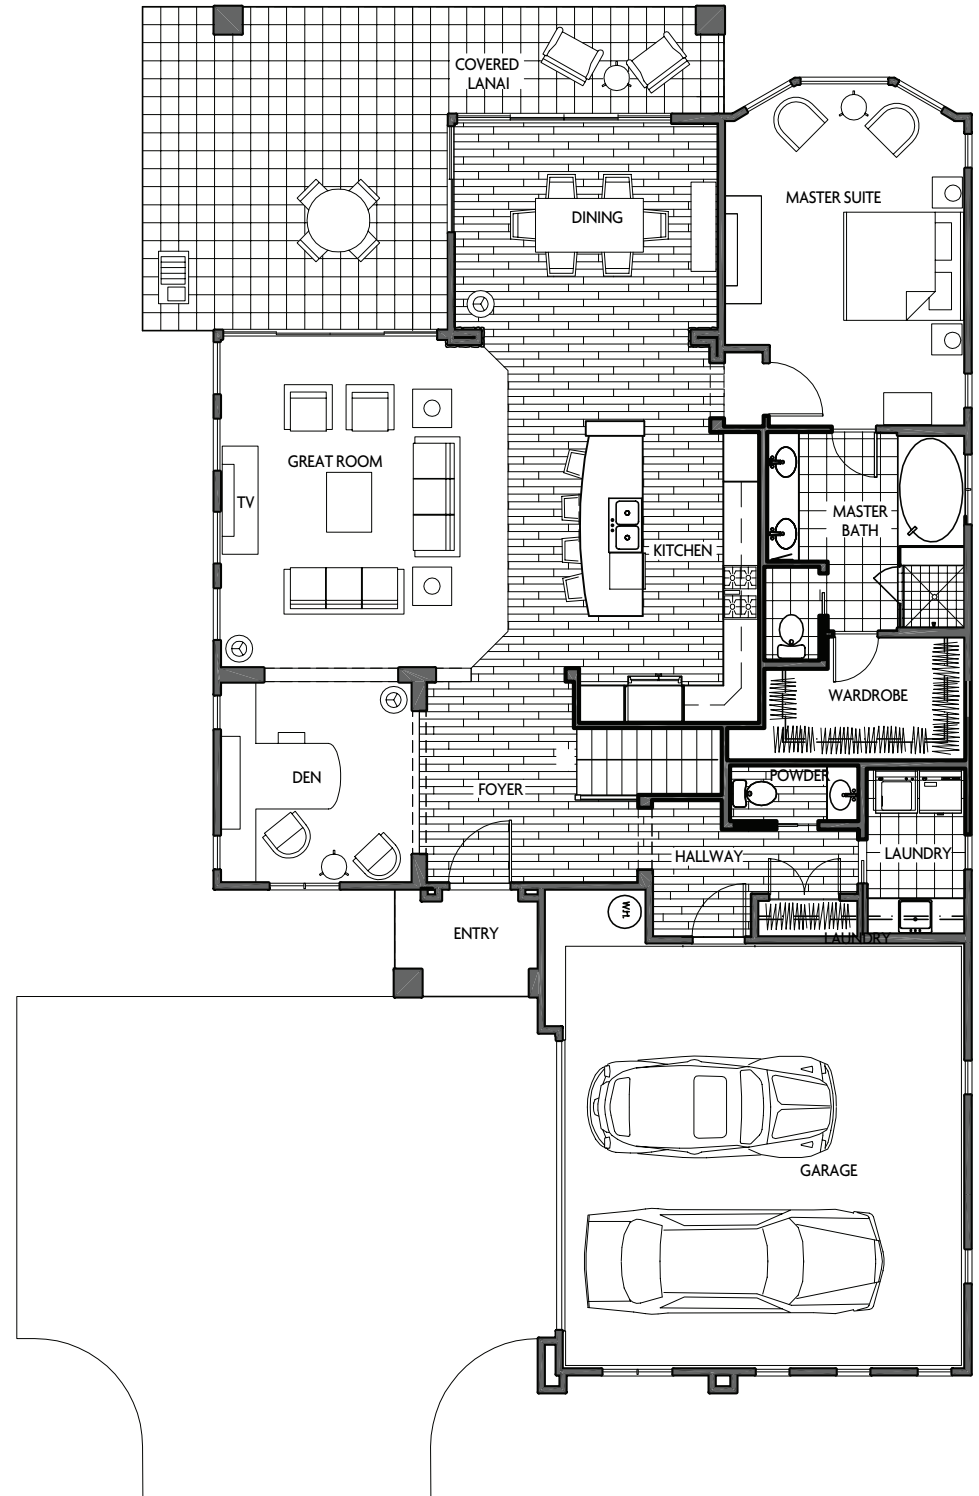 COVERED
LANAI
MASTER SUITE
DINING
GREAT ROOM
TV
MASTER
BATH
KITCHEN
WARDROBE
DEN
POWDER
FOYER
HALLWAY
LAUNDRY
WH.
ENTRY
LAUNDRY
GARAGE